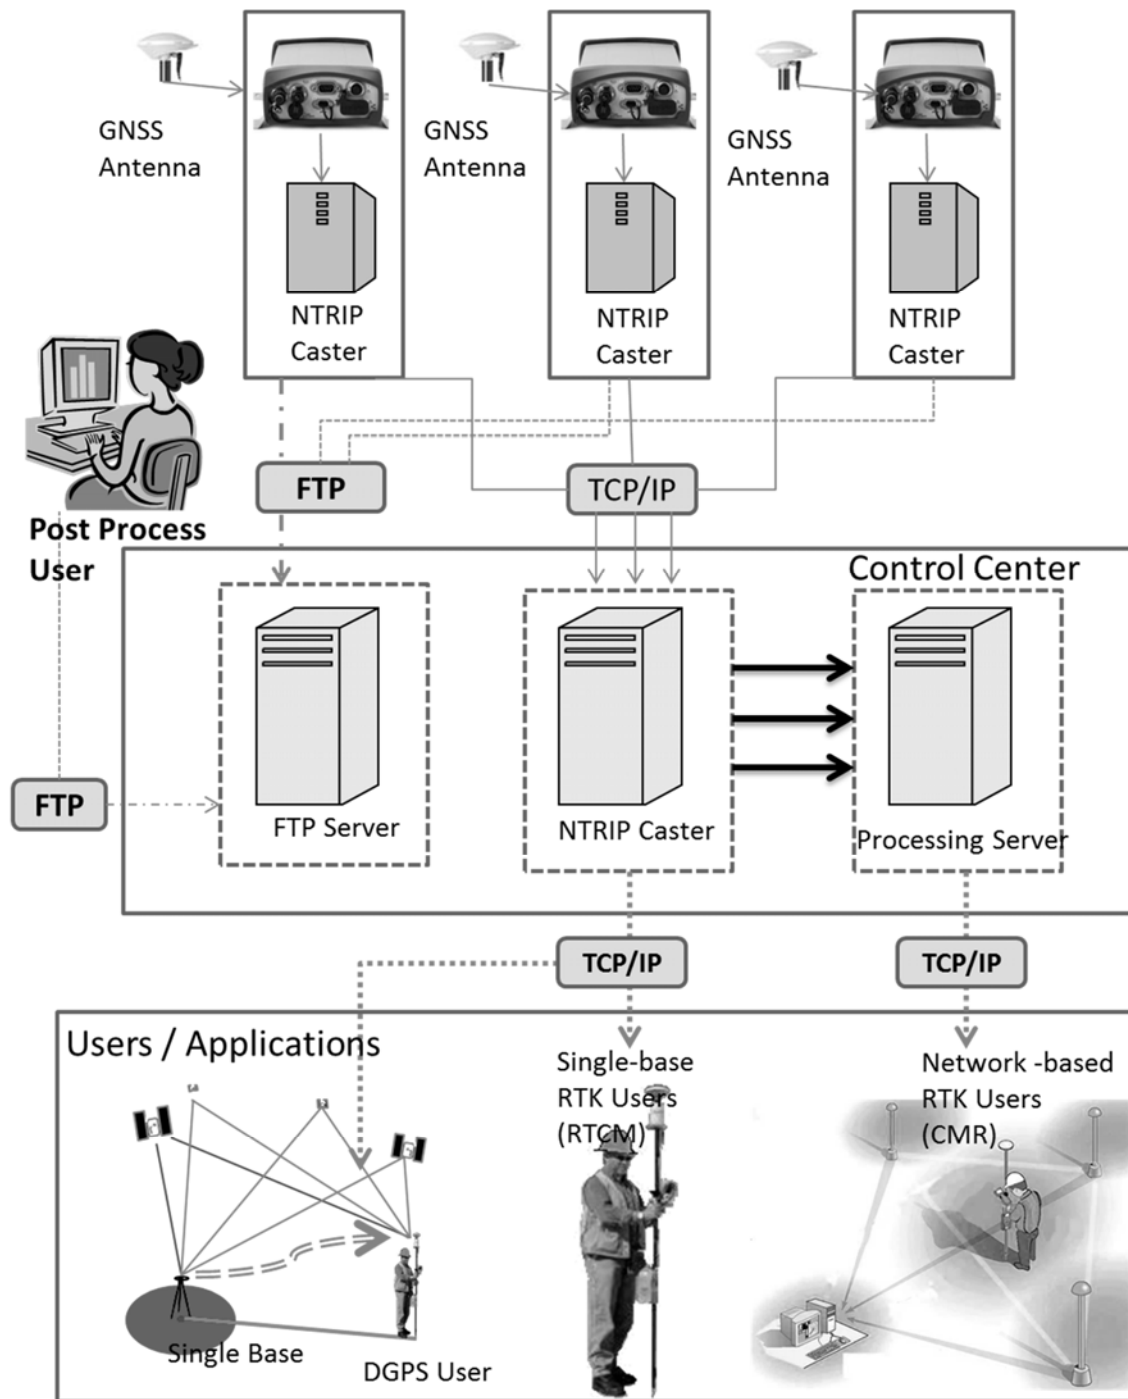 GNSS
Antenna
GNSS
Antenna
GNSS
Antenna
NTRIP
Caster
NTRIP
Caster
NTRIP
Caster
FTP
TCP/IP
Post Process
User
Control Center
FTP
FTP Server
NTRIP Caster
Processing Server
TCP/IP
TCP/IP
Users / Applications
Single-base
RTK Users
(RTCM)
Network -based
RTK Users
(CMR)
Single Base
DGPS User